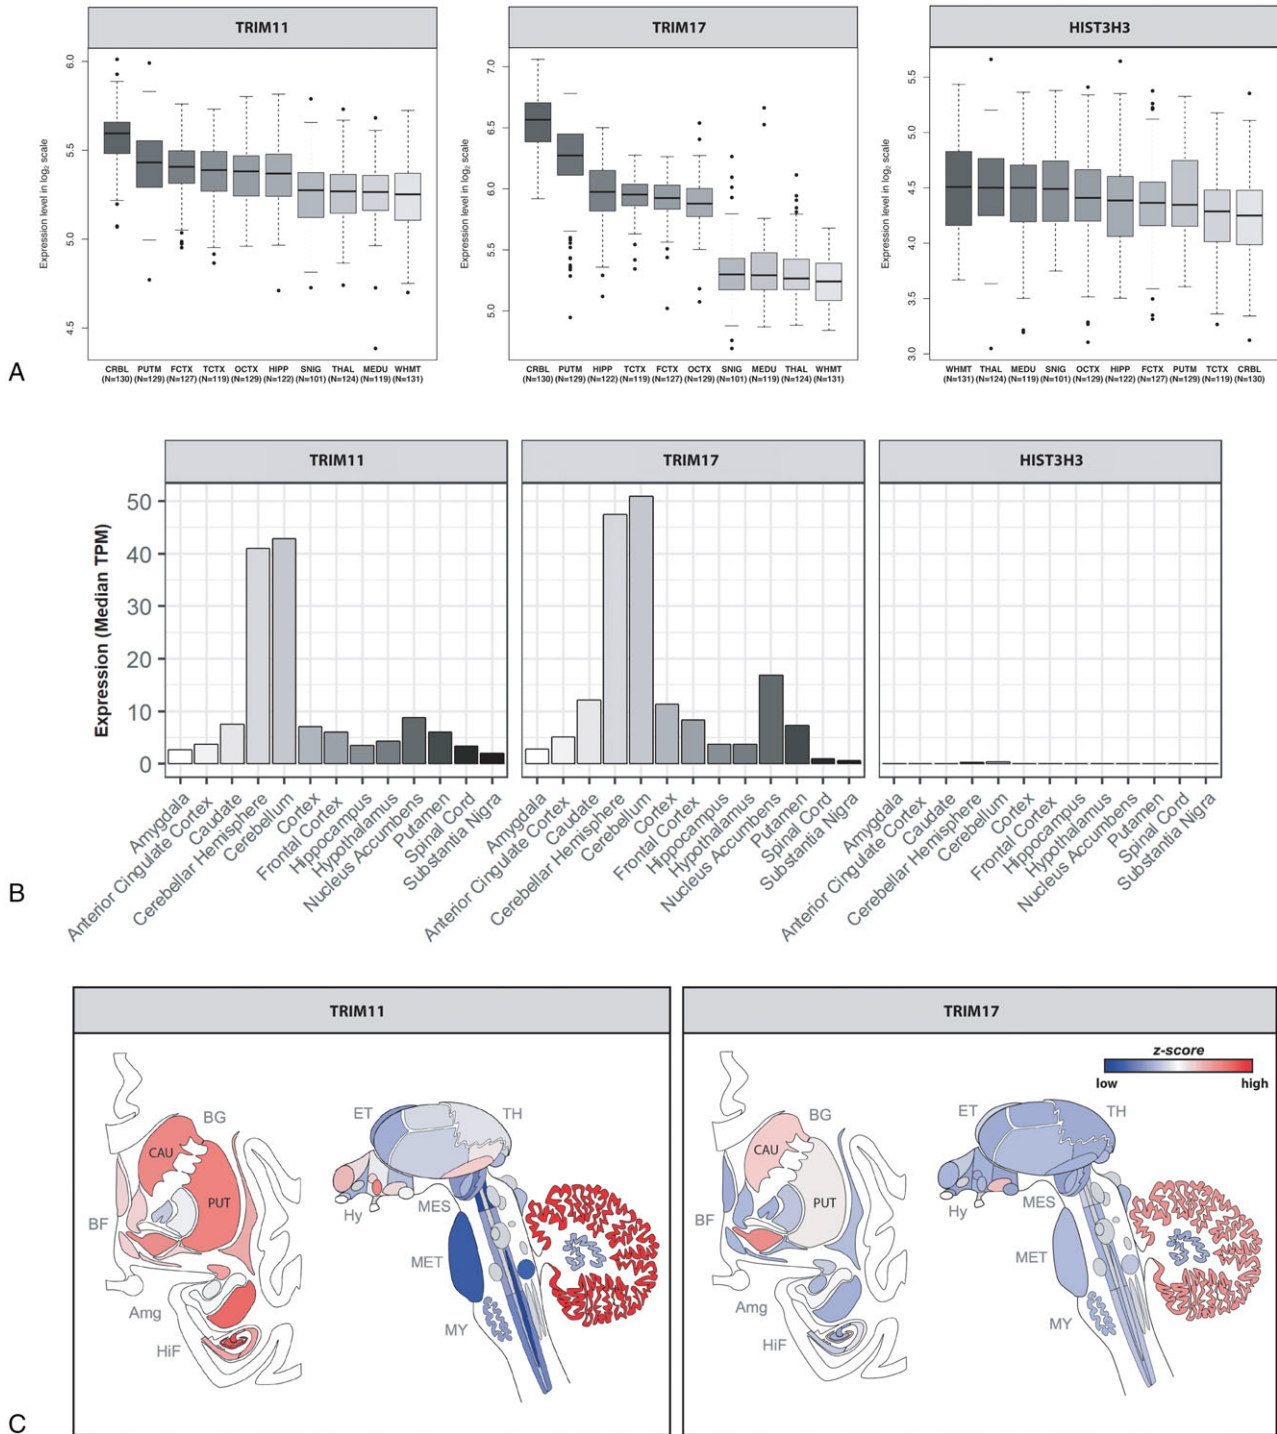 TRIM11
TRIM17
HIST3H3
Expression level in log2 scale
6.0
5.5
5.0
4.5
CRBL PUTM FCTX TCTX OCTX HIPP SNIG THAL MEDU WHMT
(N=130) (N=129) (N=127) (N=119) (N=129) (N=122) (N=101) (N=124) (N=119) (N=131)
Expression level in log2 scale
7.0
6.5
6.0
5.5
5.0
CRBL PUTM HIPP TCTX FCTX OCTX SNIG MEDU THAL WHMT
(N=130) (N=129) (N=122) (N=119) (N=127) (N=129) (N=101) (N=119) (N=124) (N=131)
Expression level in log2 scale
5.5
5.0
4.5
4.0
3.5
3.0
WHMT THAL MEDU SNIG OCTX HIPP FCTX PUTM TCTX CRBL
(N=131) (N=124) (N=119) (N=101) (N=129) (N=122) (N=127) (N=129) (N=119) (N=130)
A
TRIM11
TRIM17
HIST3H3
Expression (Median TPM)
50
40
30
20
10
0
Amygdala
Anterior Cingulate Cortex
Caudate
Cerebellar Hemisphere
Cerebellum
Cortex
Frontal Cortex
Hippocampus
Hypothalamus
Nucleus Accumbens
Putamen
Spinal Cord
Substantia Nigra
Amygdala
Anterior Cingulate Cortex
Caudate
Cerebellar Hemisphere
Cerebellum
Cortex
Frontal Cortex
Hippocampus
Hypothalamus
Nucleus Accumbens
Putamen
Spinal Cord
Substantia Nigra
Amygdala
Anterior Cingulate Cortex
Caudate
Cerebellar Hemisphere
Cerebellum
Cortex
Frontal Cortex
Hippocampus
Hypothalamus
Nucleus Accumbens
Putamen
Spinal Cord
Substantia Nigra
B
TRIM11
BG
CAU
PUT
BF
Amg
HiF
ET
TH
Hy
MES
MET
MY
TRIM17
z-score
low high
BG
CAU
PUT
BF
Amg
HiF
ET
TH
Hy
MES
MET
MY
C